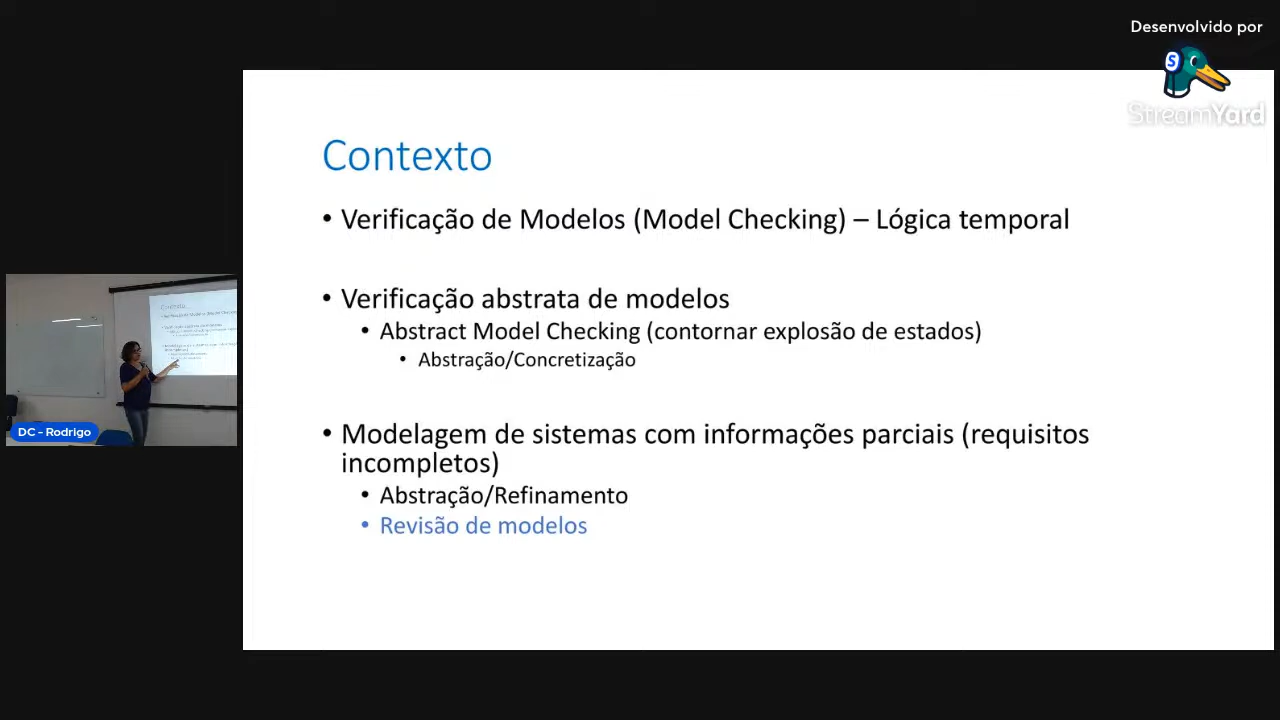 Desenvolvido por
S
StreamYard
Contexto
• Verificação de Modelos (Model Checking) – Lógica temporal
• Verificação abstrata de modelos
• Abstract Model Checking (contornar explosão de estados)
• Abstração/Concretização
• Modelagem de sistemas com informações parciais (requisitos
incompletos)
• Abstração/Refinamento
• Revisão de modelos
Contexto
DC - Rodrigo